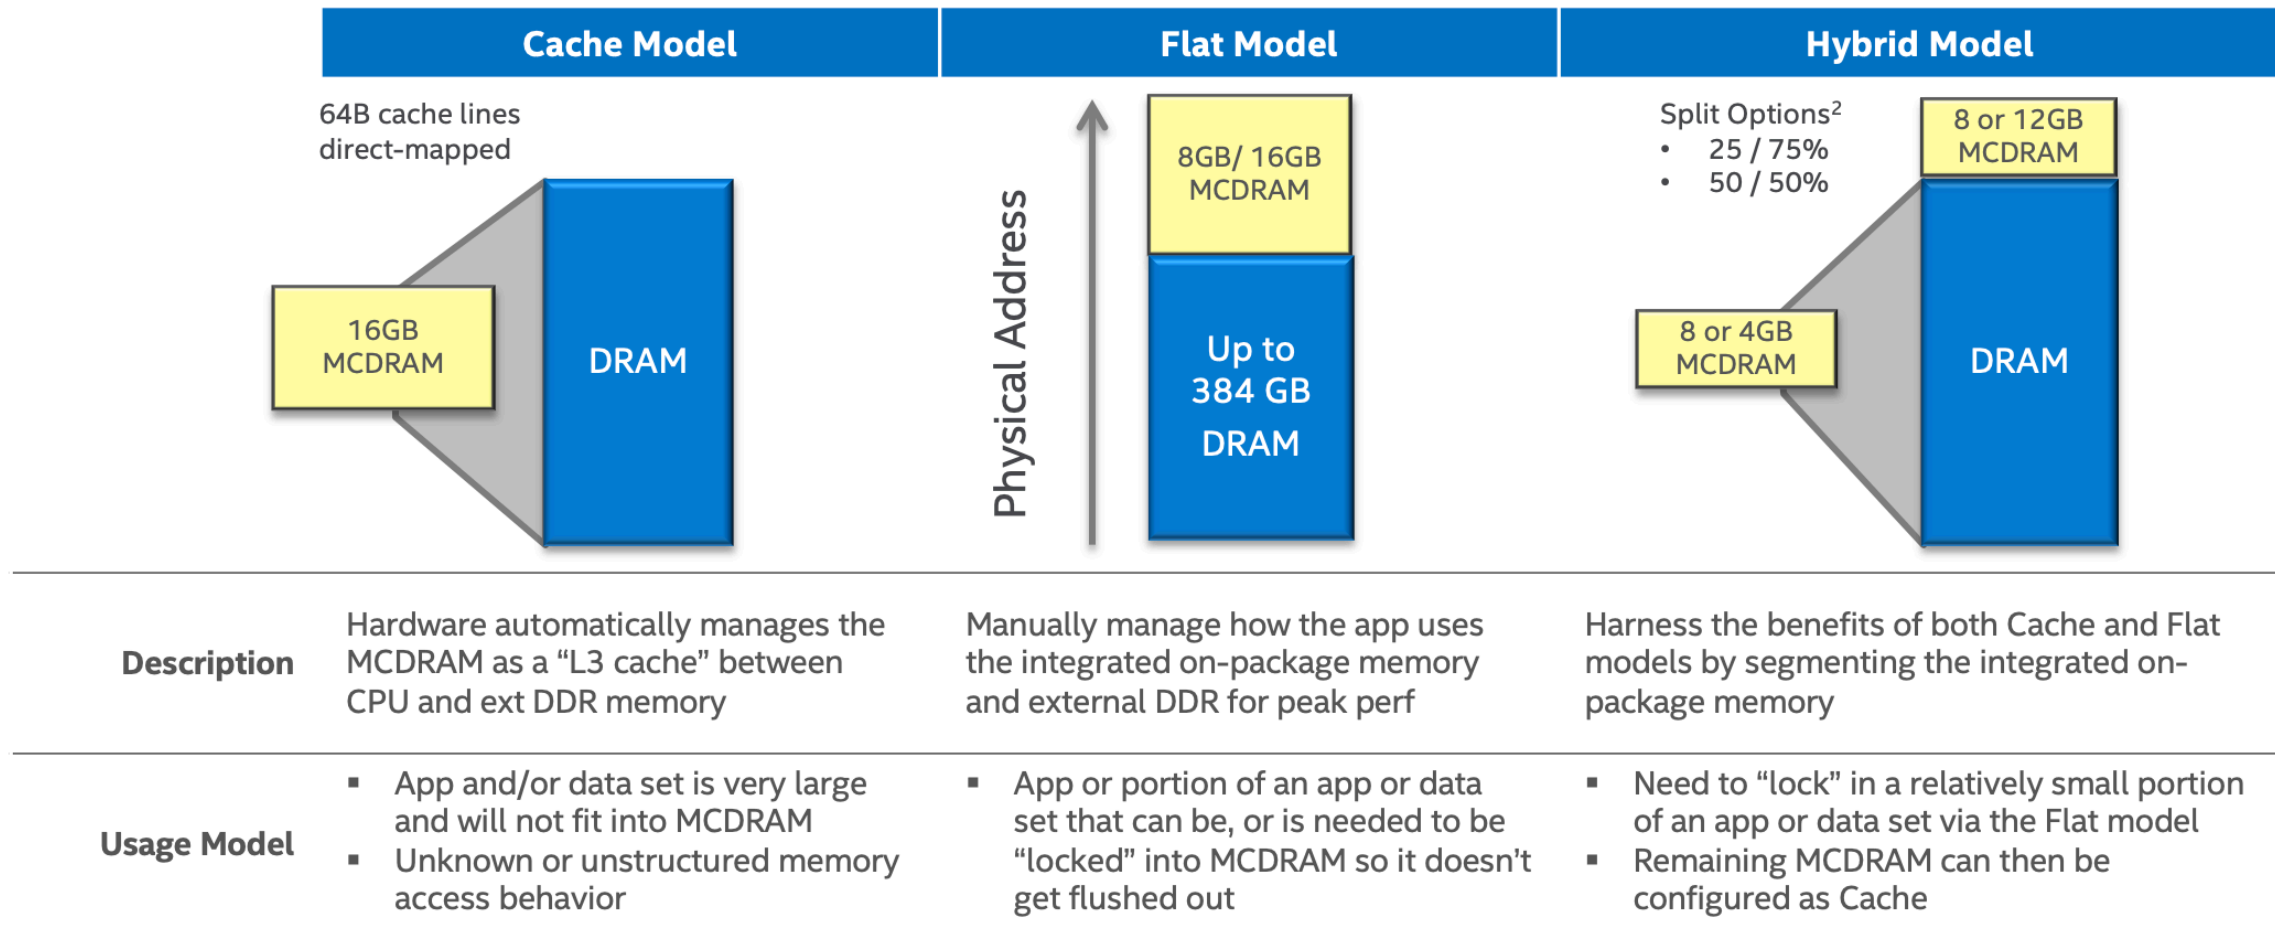 Cache Model
Flat Model
Hybrid Model
64B cache lines
direct-mapped
16GB
MCDRAM
DRAM
Physical Address
8GB/ 16GB
MCDRAM
Up to
384 GB
DRAM
Split Options²
• 25 / 75%
• 50 / 50%
8 or 12GB
MCDRAM
8 or 4GB
MCDRAM
DRAM
Description
Hardware automatically manages the
MCDRAM as a “L3 cache” between
CPU and ext DDR memory
Manually manage how the app uses
the integrated on-package memory
and external DDR for peak perf
Harness the benefits of both Cache and Flat
models by segmenting the integrated on-
package memory
Usage Model
▪ App and/or data set is very large
and will not fit into MCDRAM
▪ Unknown or unstructured memory
access behavior
▪ App or portion of an app or data
set that can be, or is needed to be
“locked” into MCDRAM so it doesn’t
get flushed out
▪ Need to “lock” in a relatively small portion
of an app or data set via the Flat model
▪ Remaining MCDRAM can then be
configured as Cache